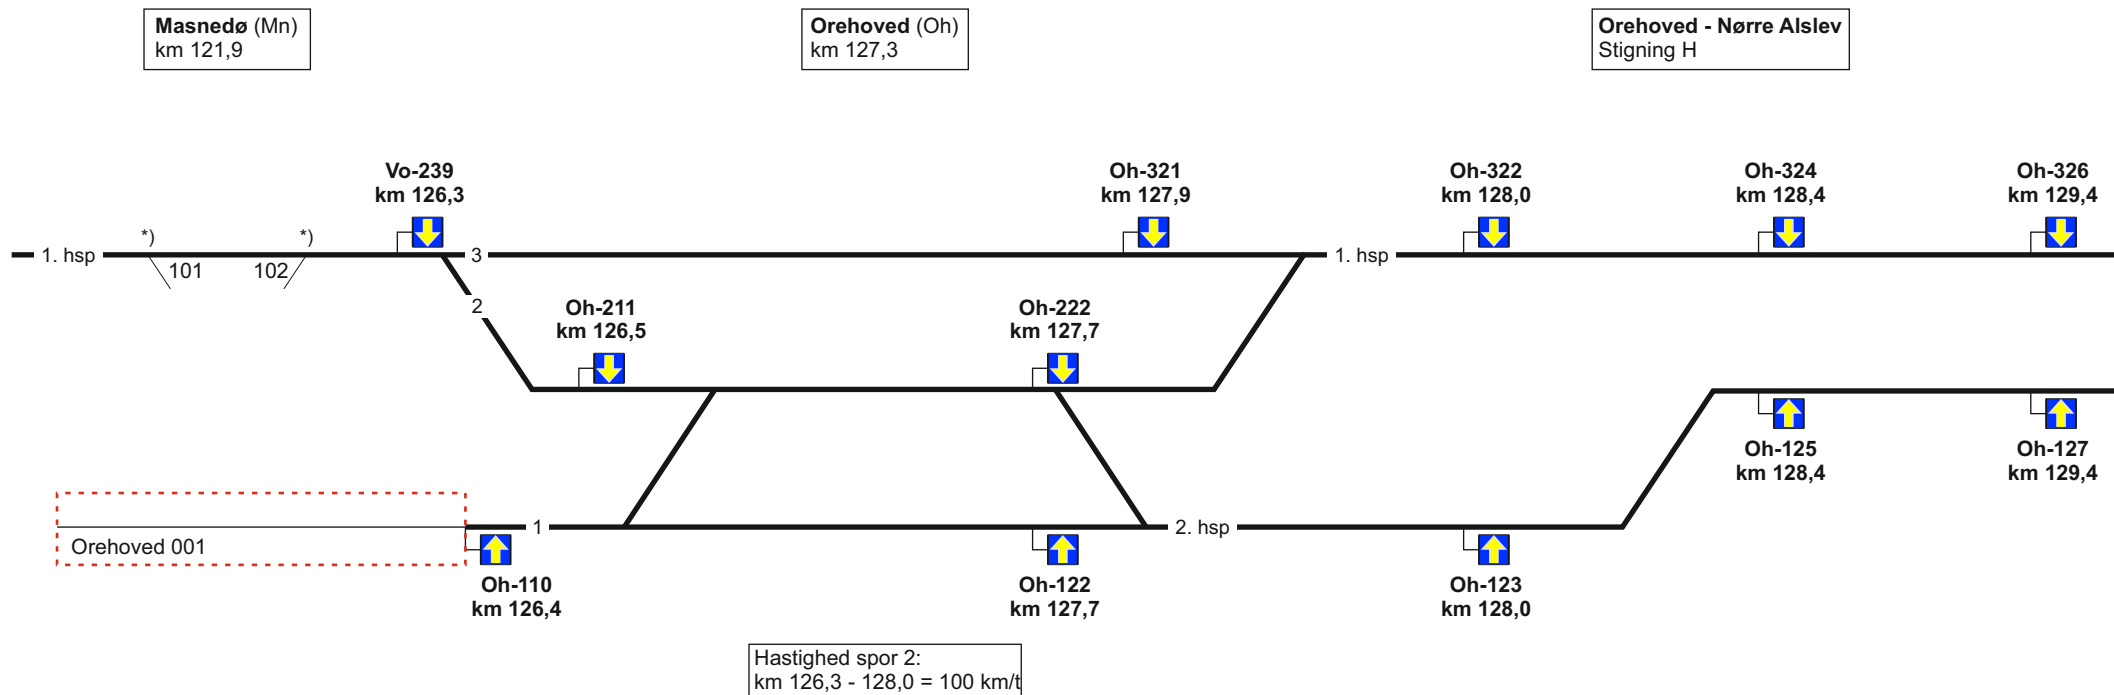 Masnedø (Mn)
km 121,9
Orehoved (Oh)
km 127,3
Orehoved - Nørre Alslev
Stigning H
Vo-239
km 126,3
Oh-321
km 127,9
Oh-322
km 128,0
Oh-324
km 128,4
Oh-326
km 129,4
*)
*)
1. hsp
3
1. hsp
101
102
2
Oh-211
km 126,5
Oh-222
km 127,7
Oh-125
km 128,4
Oh-127
km 129,4
1
2. hsp
Orehoved 001
Oh-110
km 126,4
Oh-122
km 127,7
Oh-123
km 128,0
Hastighed spor 2:
km 126,3 - 128,0 = 100 km/t